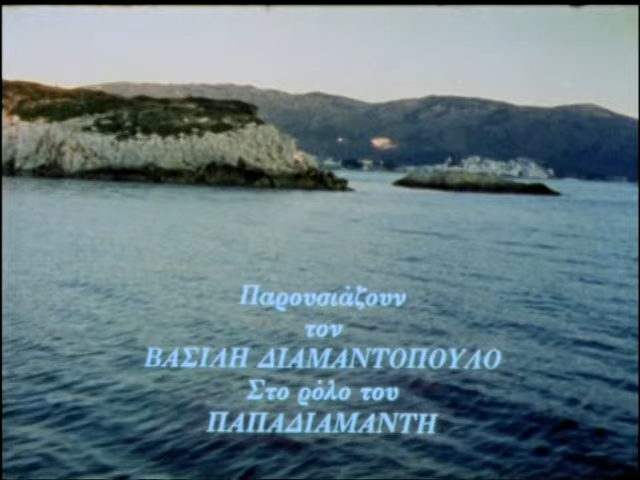 Παρουσιάζουν
τον
ΒΑΣΙΛΗ ΔΙΑΜΑΝΤΟΠΟΥΛΟ
Στο ρόλο του
ΠΑΠΑΔΙΑΜΑΝΤΗ